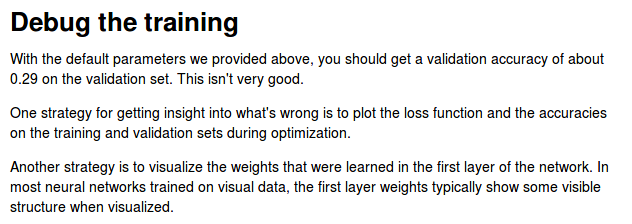 Debug the training
With the default parameters we provided above, you should get a validation accuracy of about
0.29 on the validation set. This isn't very good.
One strategy for getting insight into what's wrong is to plot the loss function and the accuracies
on the training and validation sets during optimization.
Another strategy is to visualize the weights that were learned in the first layer of the network. In
most neural networks trained on visual data, the first layer weights typically show some visible
structure when visualized.